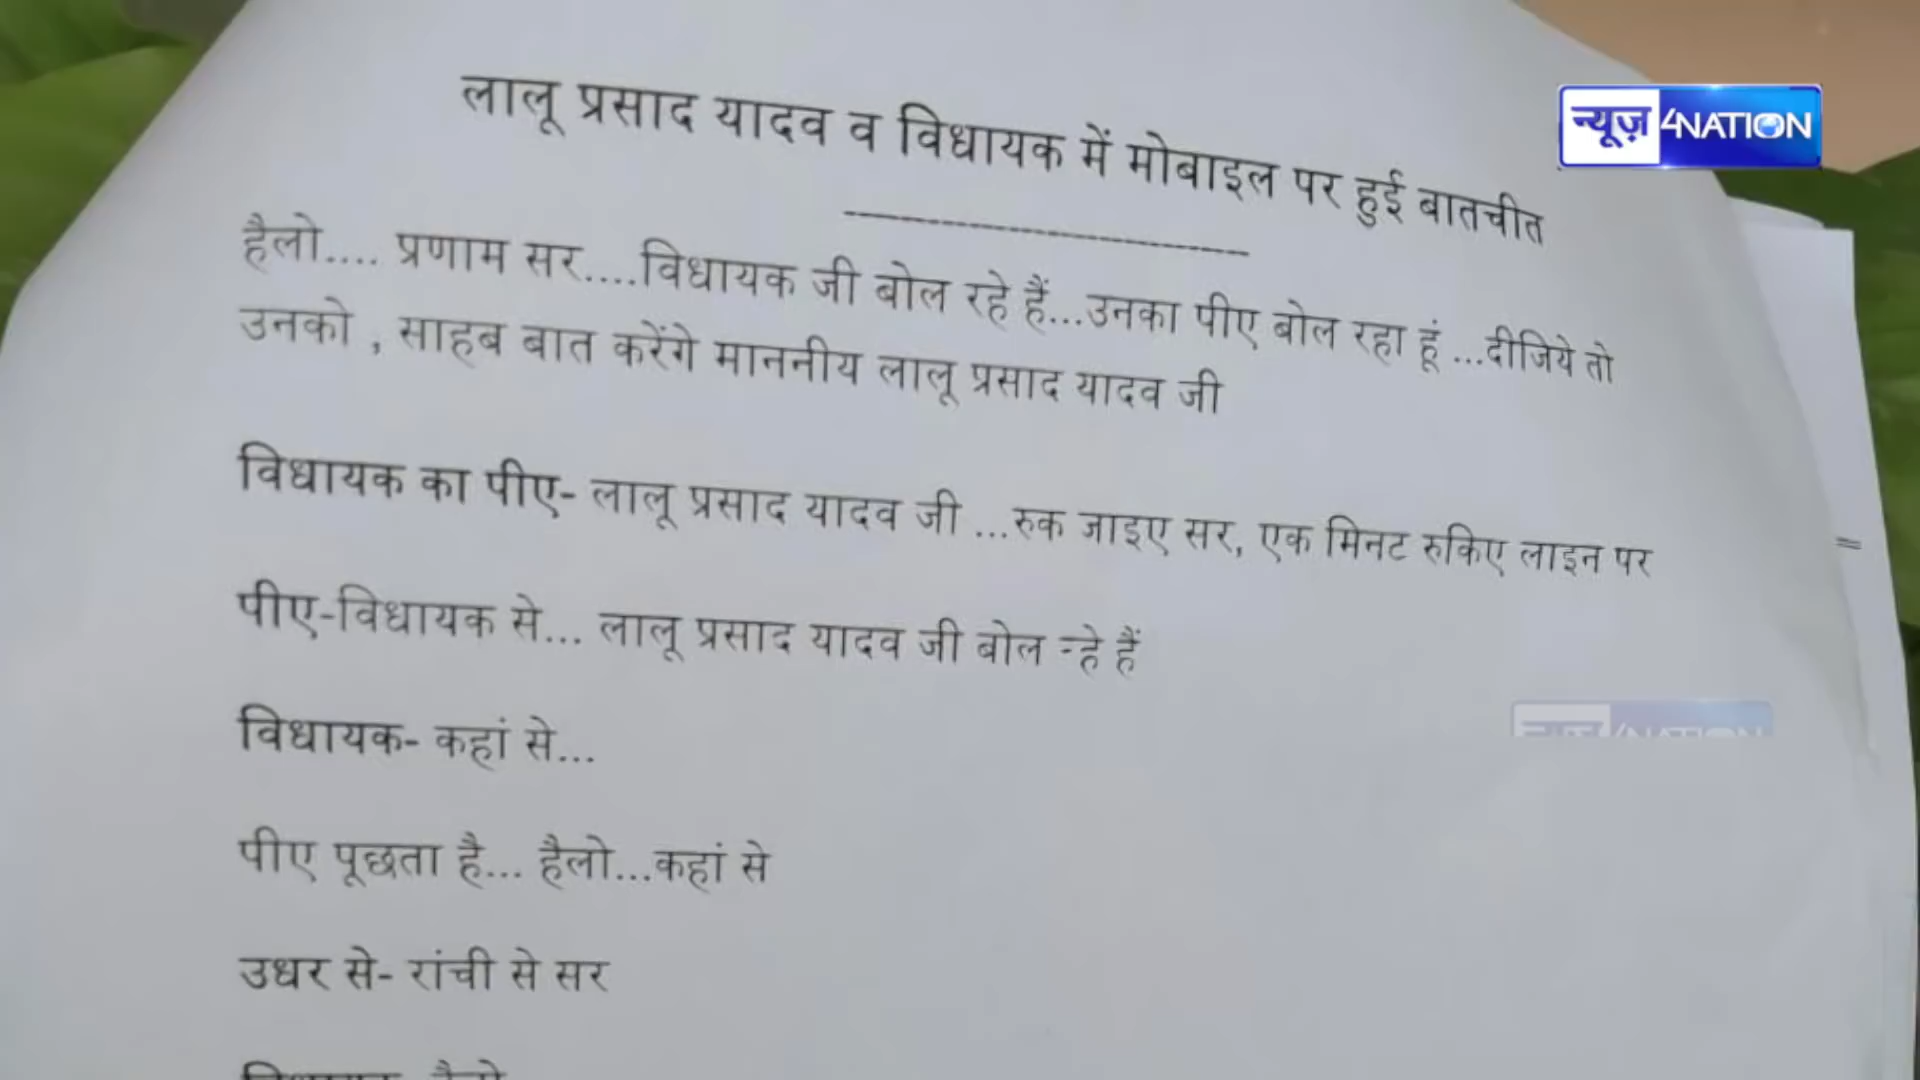 लालू प्रसाद यादव व विधायक में मोबाइल पर हुई बातचीत
न्यूज़ 4NATION
--------------------------
हैलो.... प्रणाम सर....विधायक जी बोल रहे हैं...उनका पीए बोल रहा हूं ...दीजिये तो
उनको , साहब बात करेंगे माननीय लालू प्रसाद यादव जी
विधायक का पीए- लालू प्रसाद यादव जी ...रुक जाइए सर, एक मिनट रुकिए लाइन पर
पीए-विधायक से... लालू प्रसाद यादव जी बोल रहे हैं
विधायक- कहां से...
पीए पूछता है... हैलो...कहां से
उधर से- रांची से सर